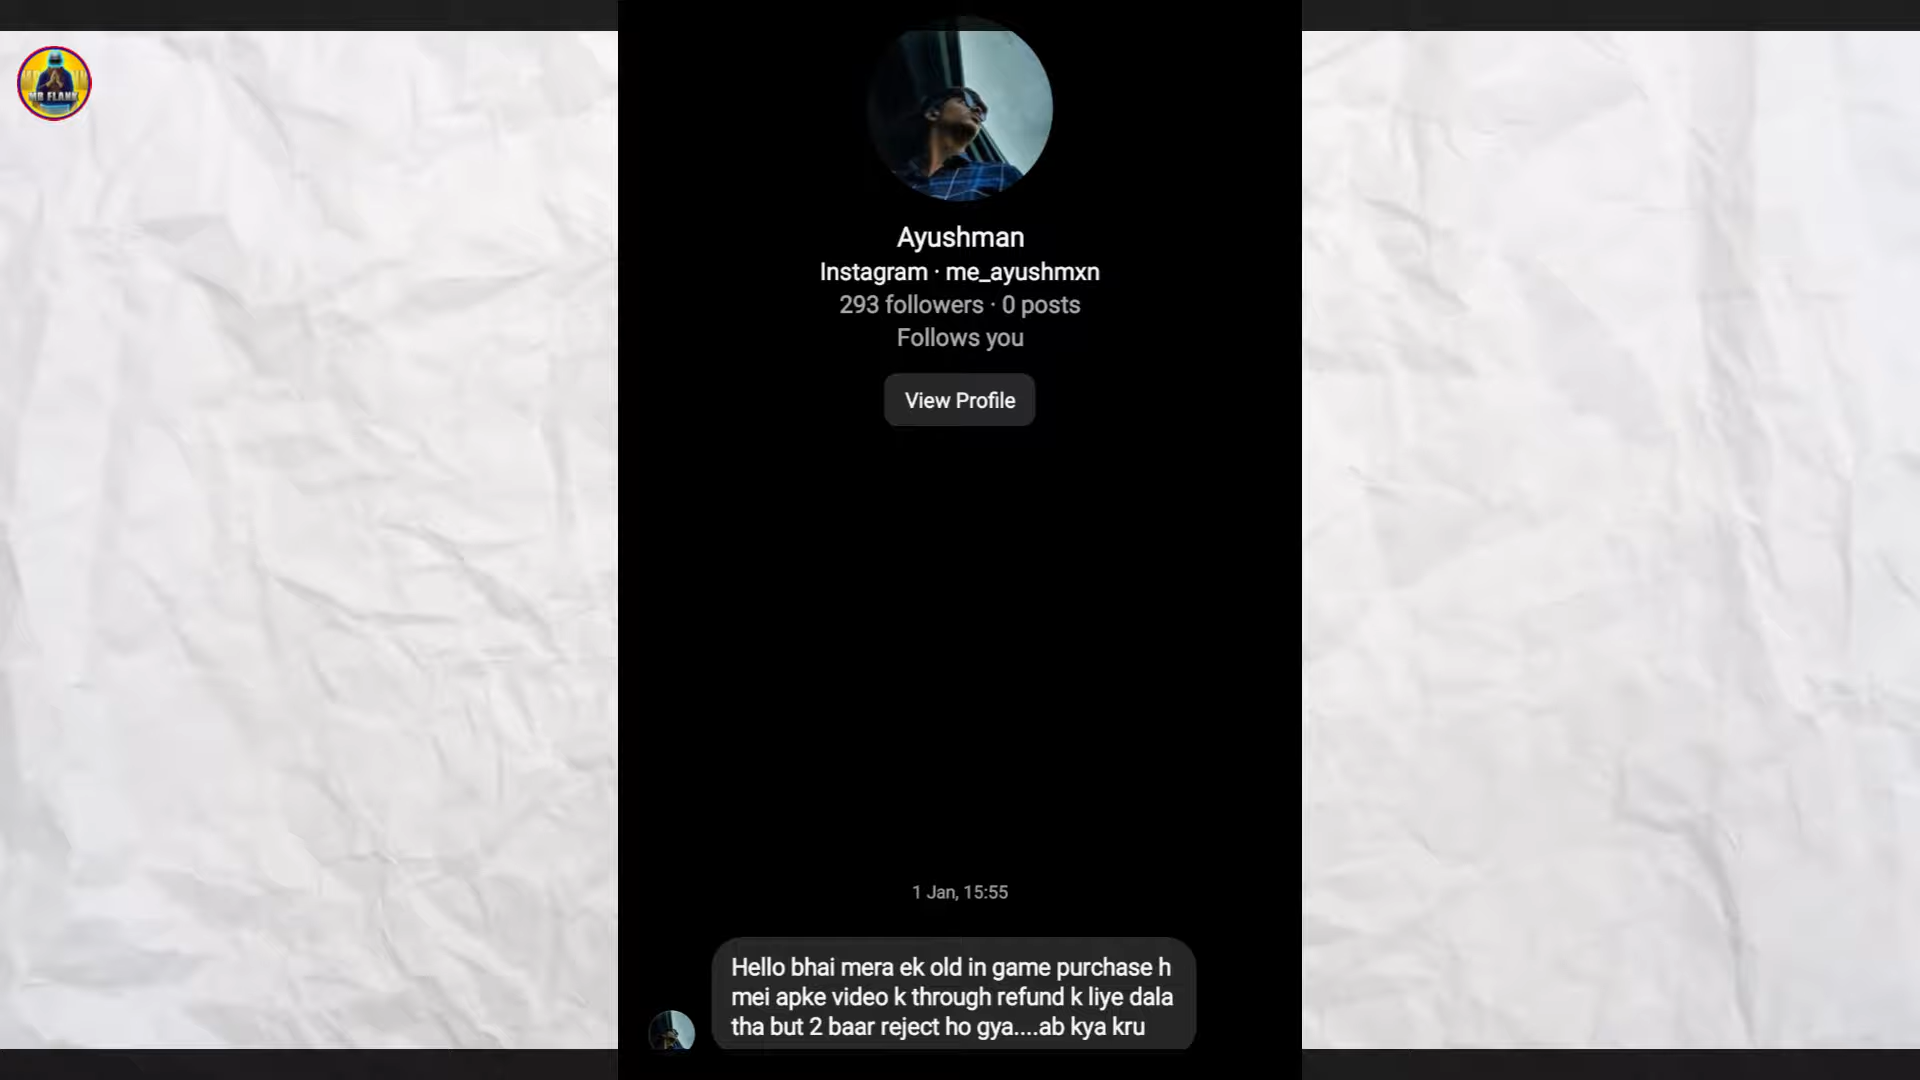 MR FLANK
Ayushman
Instagram · me_ayushmxn
293 followers · 0 posts
Follows you
View Profile
1 Jan, 15:55
Hello bhai mera ek old in game purchase h
mei apke video k through refund k liye dala
tha but 2 baar reject ho gya....ab kya kru